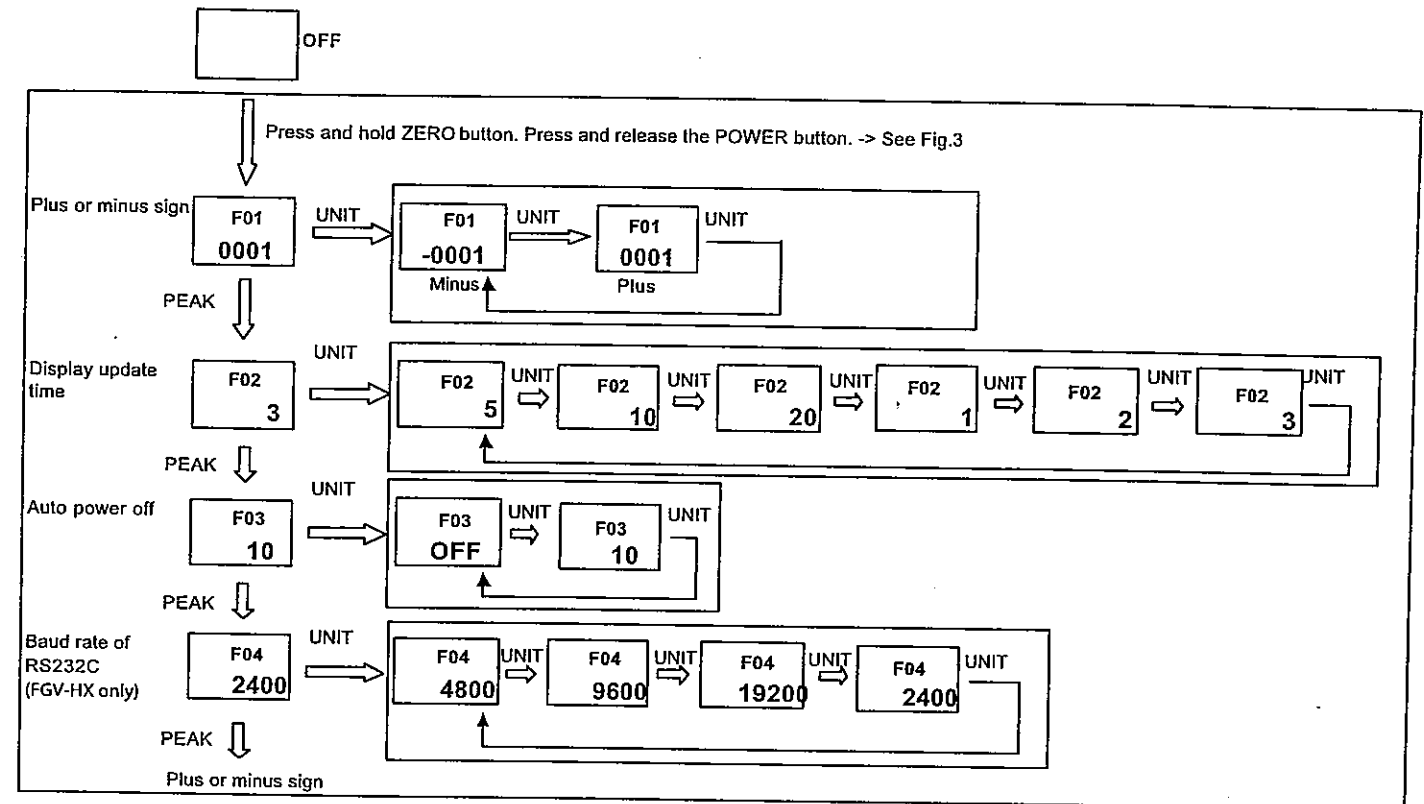 OFF
Press and hold ZERO button. Press and release the POWER button. -> See Fig.3
Plus or minus sign
F01
0001
UNIT
F01
-0001
Minus
UNIT
F01
0001
Plus
UNIT
PEAK
Display update
time
F02
3
UNIT
F02
5
UNIT
F02
10
UNIT
F02
20
UNIT
F02
1
UNIT
F02
2
UNIT
F02
3
UNIT
PEAK
Auto power off
F03
10
UNIT
F03
OFF
UNIT
F03
10
UNIT
PEAK
Baud rate of
RS232C
(FGV-HX only)
F04
2400
UNIT
F04
4800
UNIT
F04
9600
UNIT
F04
19200
UNIT
F04
2400
UNIT
PEAK
Plus or minus sign